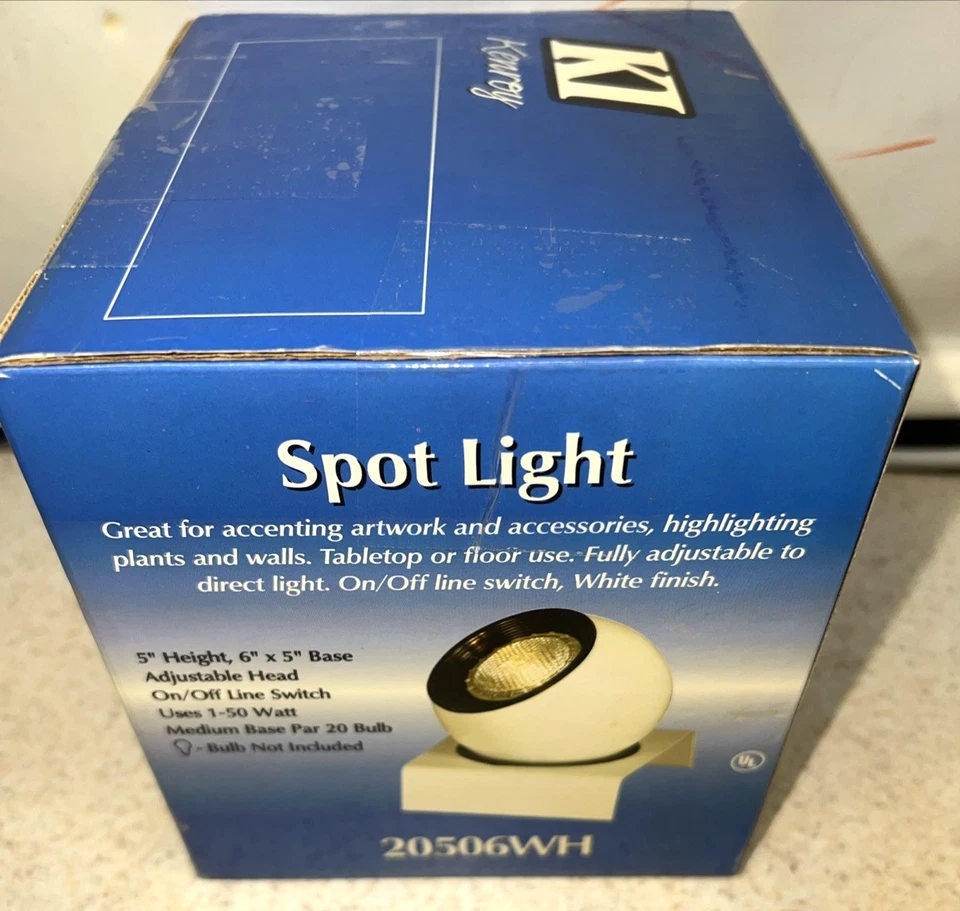 KL
Kenroy
Spot Light
Great for accenting artwork and accessories, highlighting
plants and walls. Tabletop or floor use. Fully adjustable to
direct light. On/Off line switch, White finish.
5" Height, 6" x 5" Base
Adjustable Head
On/Off Line Switch
Uses 1-50 Watt
Medium Base Par 20 Bulb
- Bulb Not Included
UL
20506WH